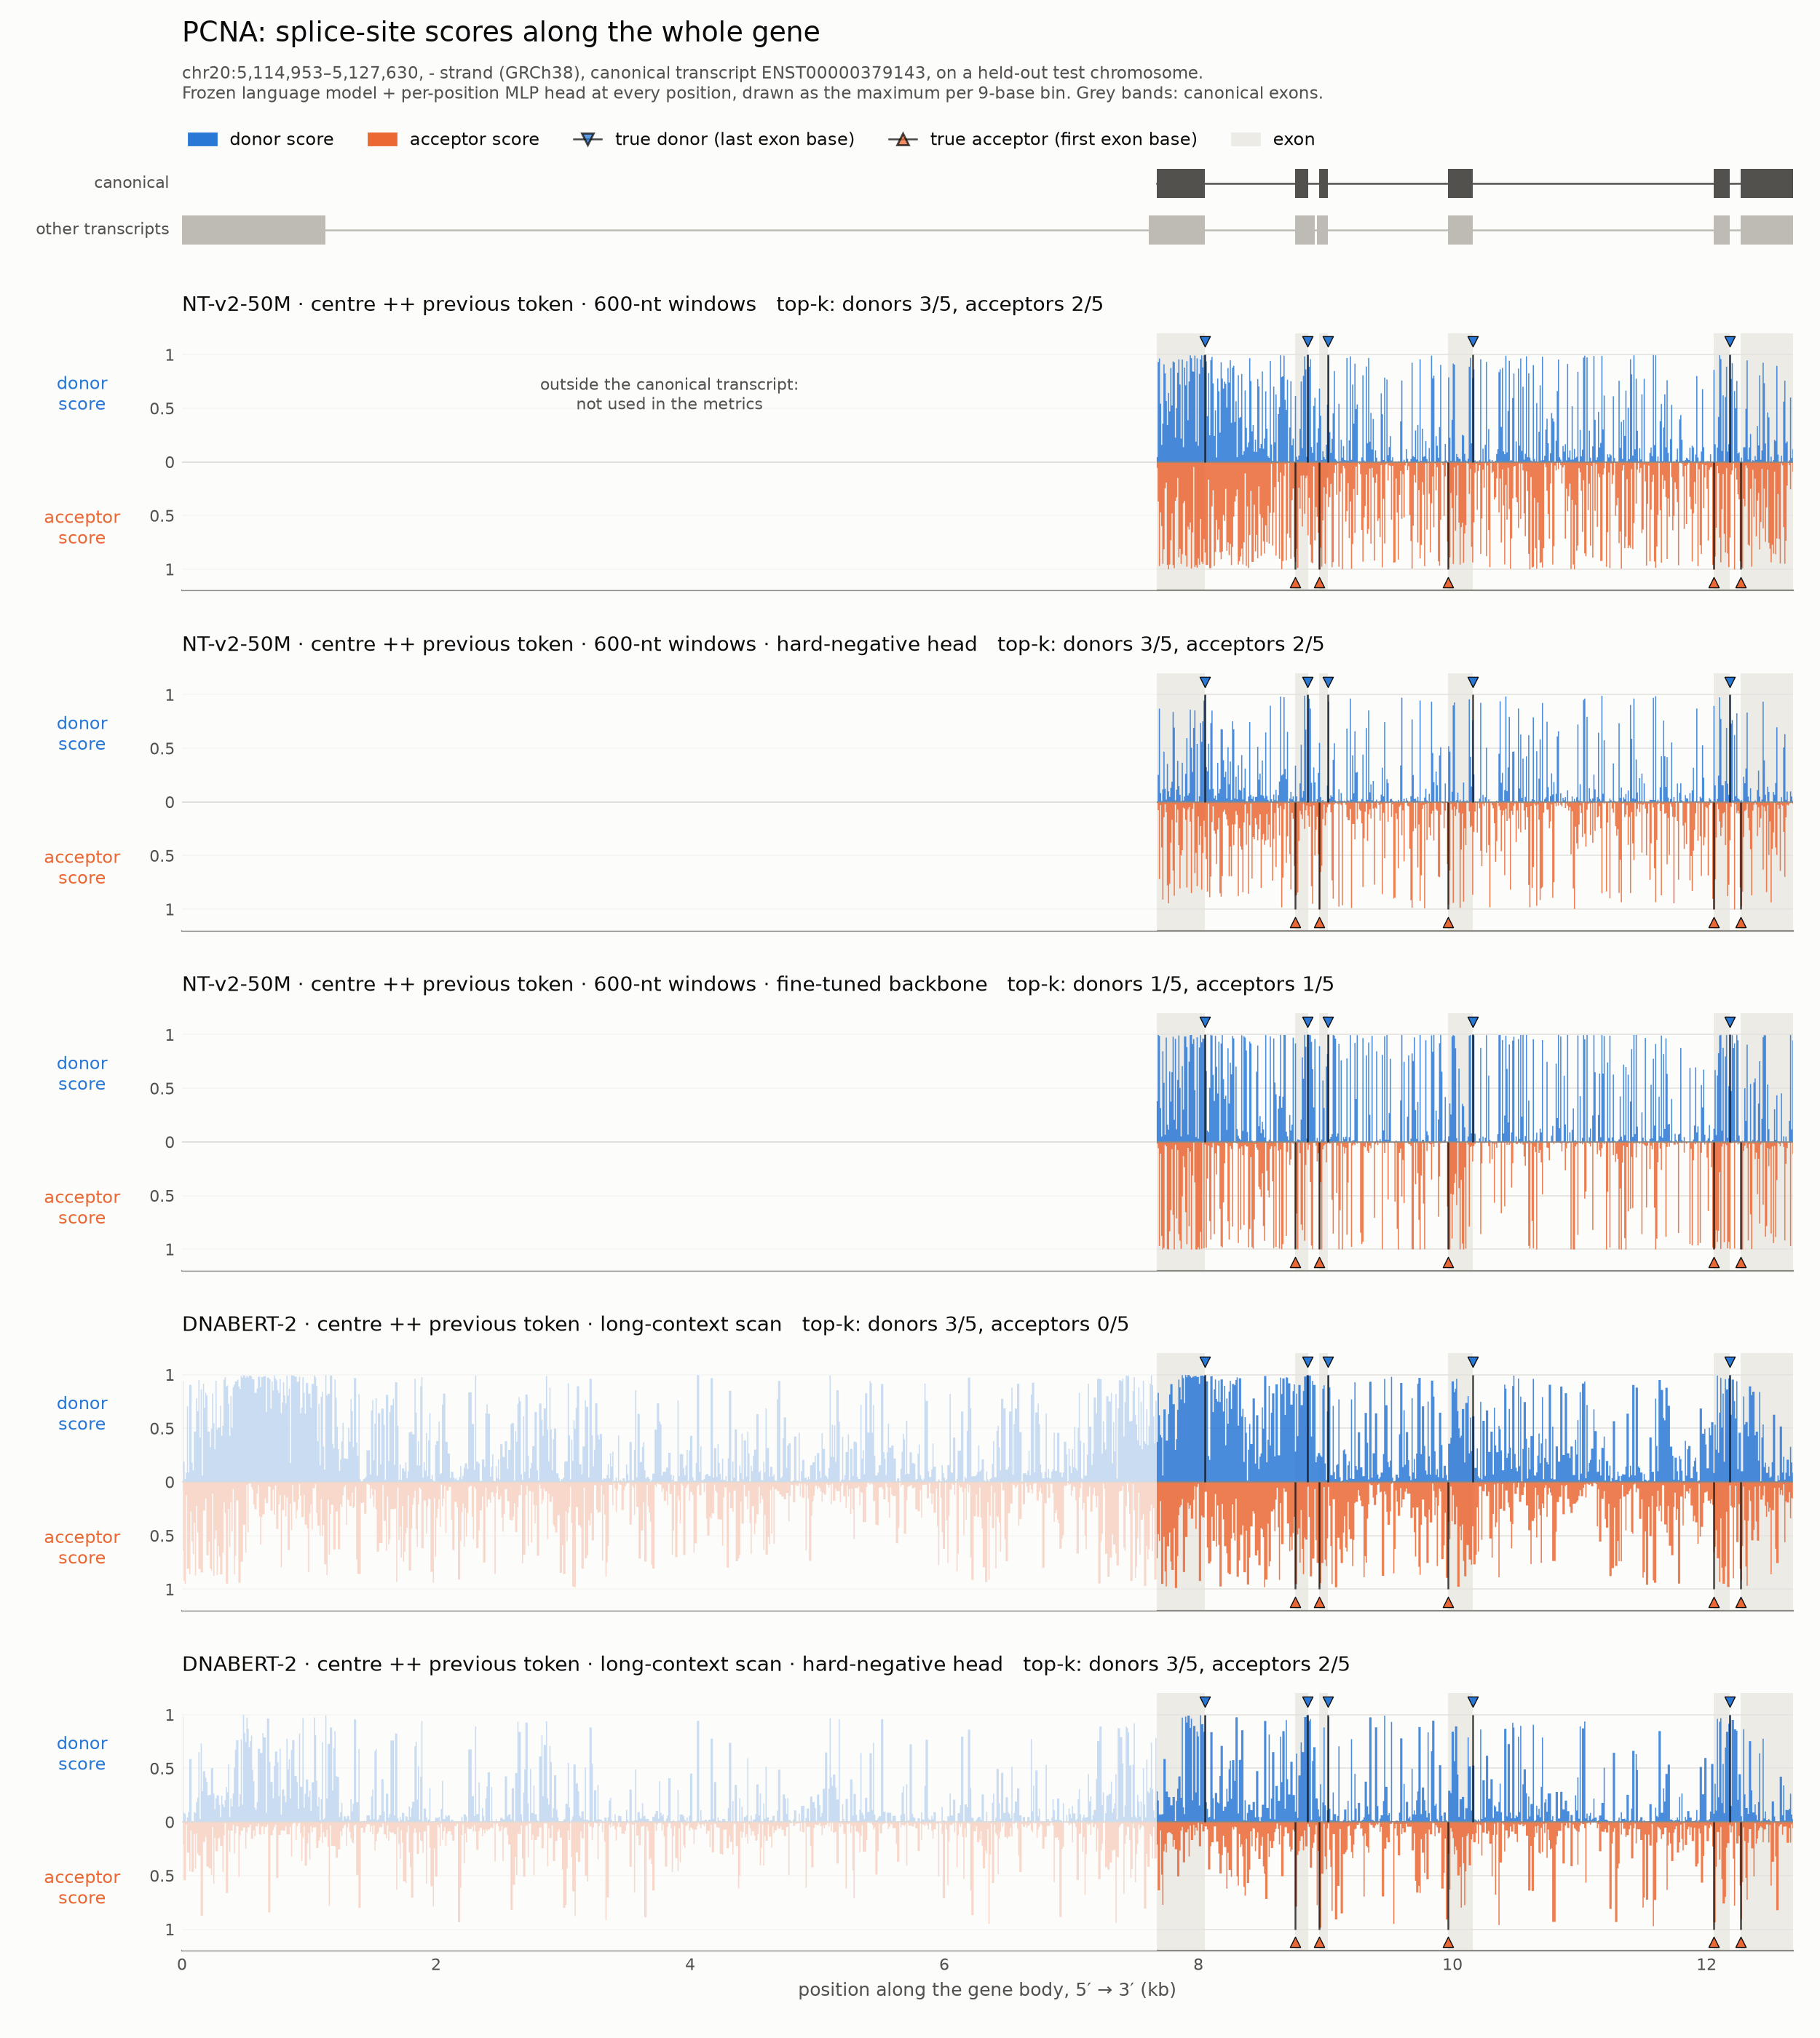 PCNA: splice-site scores along the whole gene
chr20:5,114,953–5,127,630, - strand (GRCh38), canonical transcript ENST00000379143, on a held-out test chromosome.
Frozen language model + per-position MLP head at every position, drawn as the maximum per 9-base bin. Grey bands: canonical exons.
donor score
acceptor score
true donor (last exon base)
true acceptor (first exon base)
exon
canonical
other transcripts
NT-v2-50M · centre ++ previous token · 600-nt windows top-k: donors 3/5, acceptors 2/5
1
donor
score
0.5
outside the canonical transcript:
not used in the metrics
0
0.5
acceptor
score
1
NT-v2-50M · centre ++ previous token · 600-nt windows · hard-negative head top-k: donors 3/5, acceptors 2/5
1
donor
score
0.5
0
0.5
acceptor
score
1
NT-v2-50M · centre ++ previous token · 600-nt windows · fine-tuned backbone top-k: donors 1/5, acceptors 1/5
1
donor
score
0.5
0
0.5
acceptor
score
1
DNABERT-2 · centre ++ previous token · long-context scan top-k: donors 3/5, acceptors 0/5
1
donor
score
0.5
0
0.5
acceptor
score
1
DNABERT-2 · centre ++ previous token · long-context scan · hard-negative head top-k: donors 3/5, acceptors 2/5
1
donor
score
0.5
0
0.5
acceptor
score
1
0 2 4 6 8 10 12
position along the gene body, 5′ → 3′ (kb)